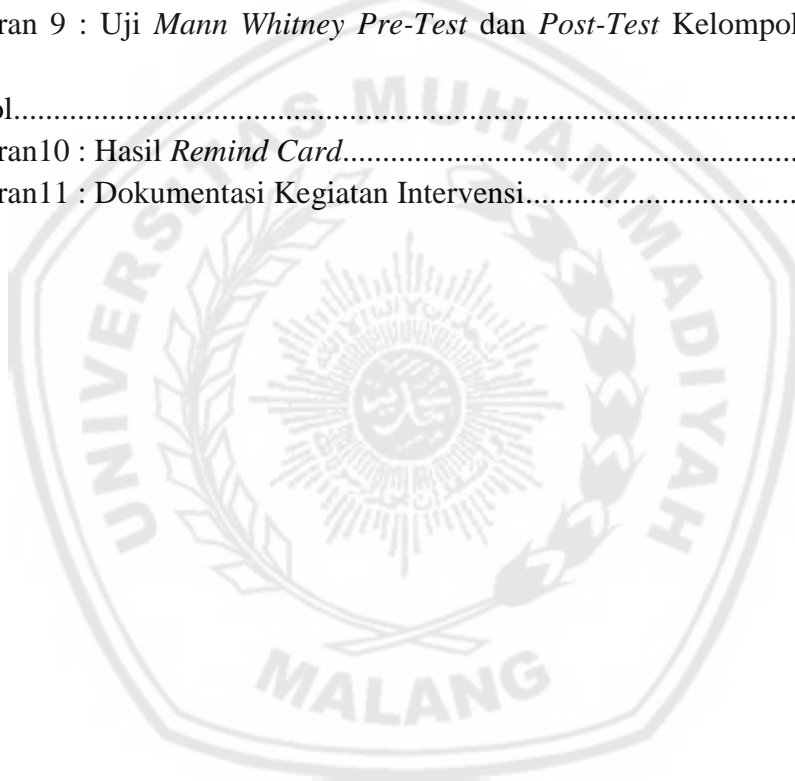 ran 9 : Uji Mann Whitney Pre-Test dan Post-Test Kelompol
ol..........................................................................................
ran10 : Hasil Remind Card..........................................................
ran11 : Dokumentasi Kegiatan Intervensi..................................
UNIVERSITAS MUHAMMADIYAH
MALANG